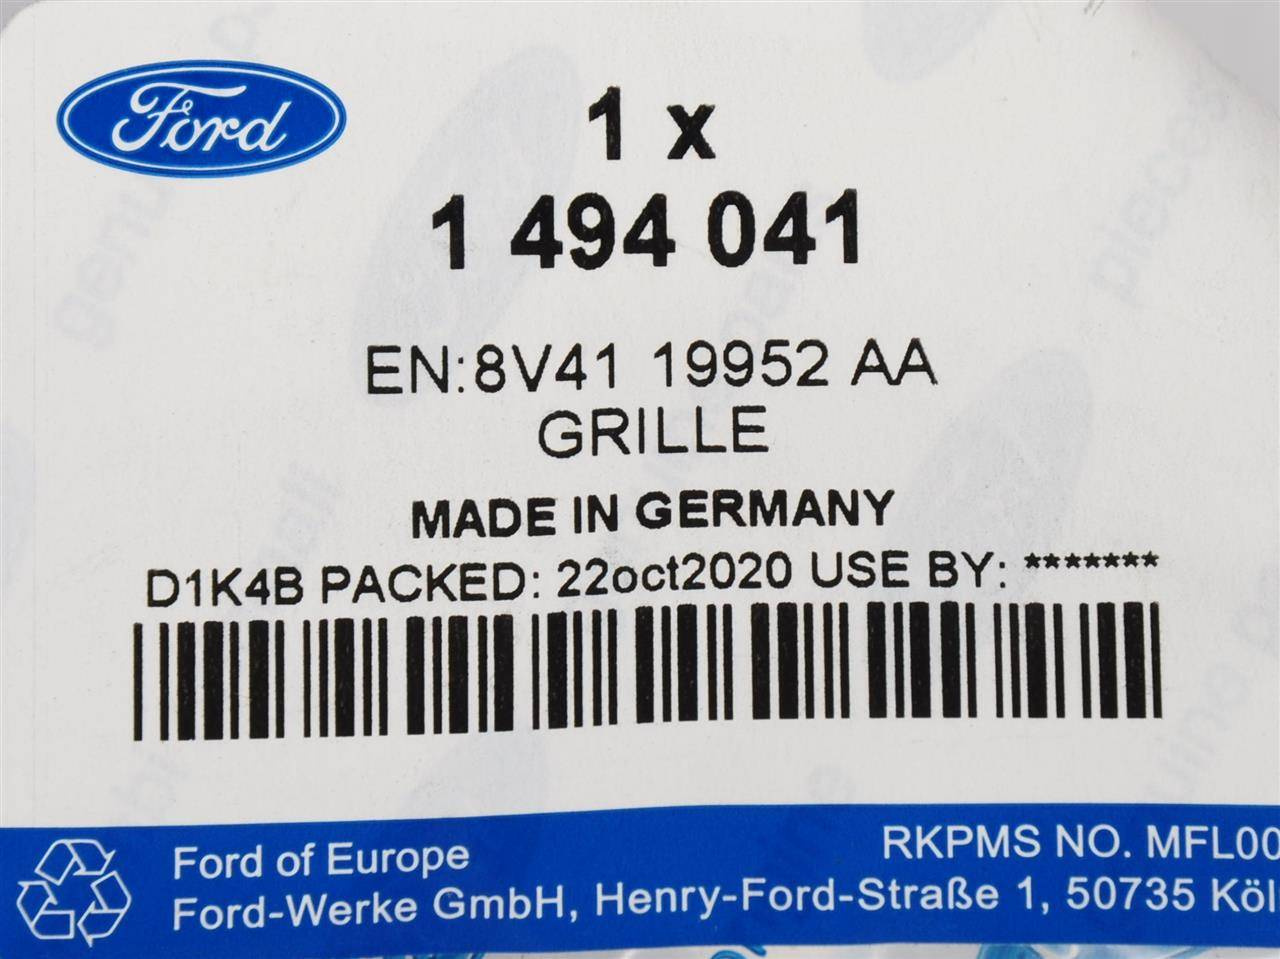 Ford
1 x
1 494 041
EN:8V41 19952 AA
GRILLE
MADE IN GERMANY
D1K4B PACKED: 22oct2020 USE BY: *******
Ford of Europe
RKPMS NO. MFL00
Ford-Werke GmbH, Henry-Ford-Straße 1, 50735 Köl